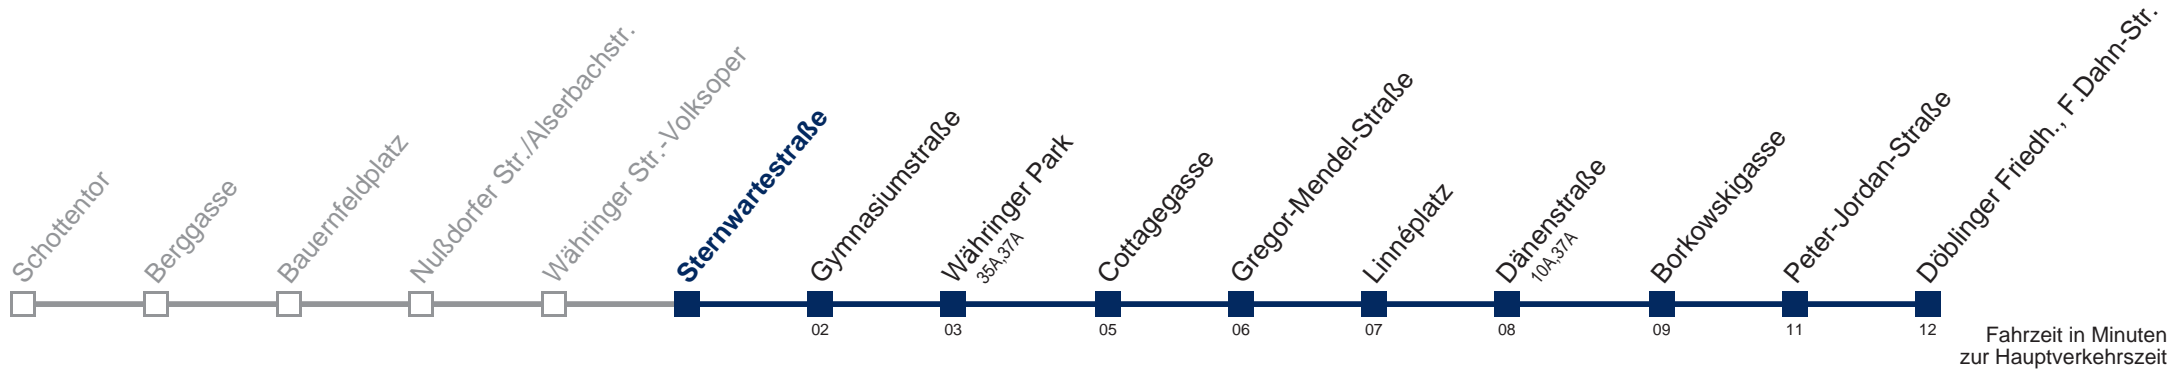 Schottentor
Berggasse
Bauernfeldplatz
Nußdorfer Str./Alserbachstr.
Währinger Str.-Volksoper
Sternwartestraße
Gymnasiumstraße
Währinger Park
35A,37A
Cottagegasse
Gregor-Mendel-Straße
Linnéplatz
Dänenstraße
10A,37A
Borkowskigasse
Peter-Jordan-Straße
Döblinger Friedh., F.Dahn-Str.
02
03
05
06
07
08
09
11
12
Fahrzeit in Minuten
zur Hauptverkehrszeit